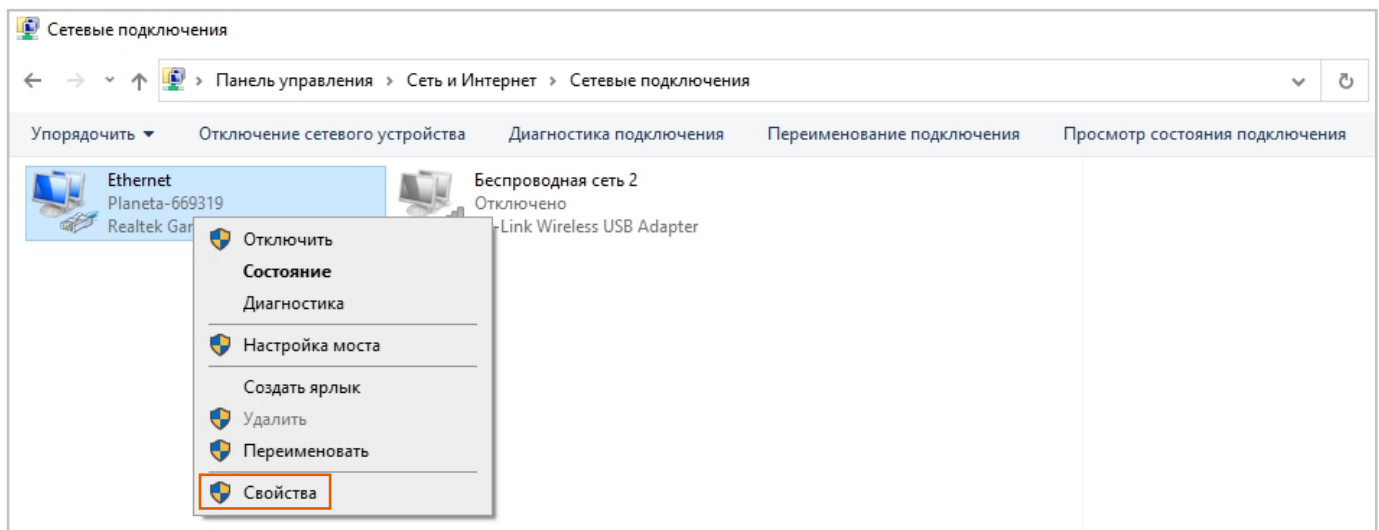 Сетевые подключения
Панель управления > Сеть и Интернет > Сетевые подключения
Упорядочить Отключение сетевого устройства Диагностика подключения Переименование подключения Просмотр состояния подключения
Ethernet
Planeta-669319
Realtek Gar
Беспроводная сеть 2
Отключено
-Link Wireless USB Adapter
Отключить
Состояние
Диагностика
Настройка моста
Создать ярлык
Удалить
Переименовать
Свойства